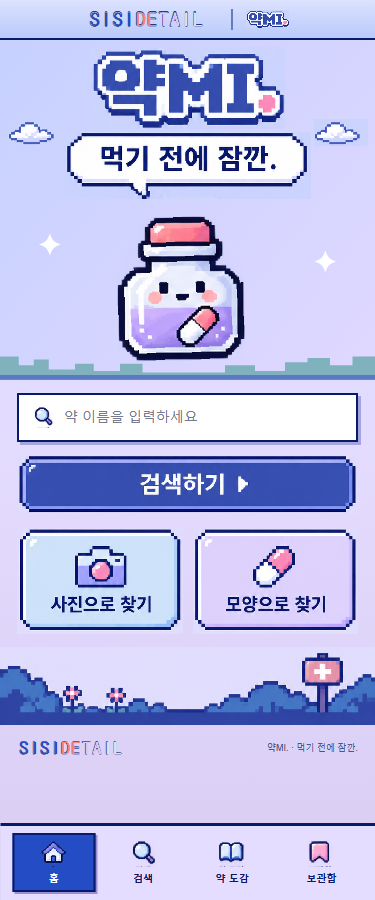 SISIDETAIL 약MI.
약MI.
먹기 전에 잠깐.
약 이름을 입력하세요
검색하기
사진으로 찾기
모양으로 찾기
SISIDETAIL
약MI. · 먹기 전에 잠깐.
홈
검색
약 도감
보관함